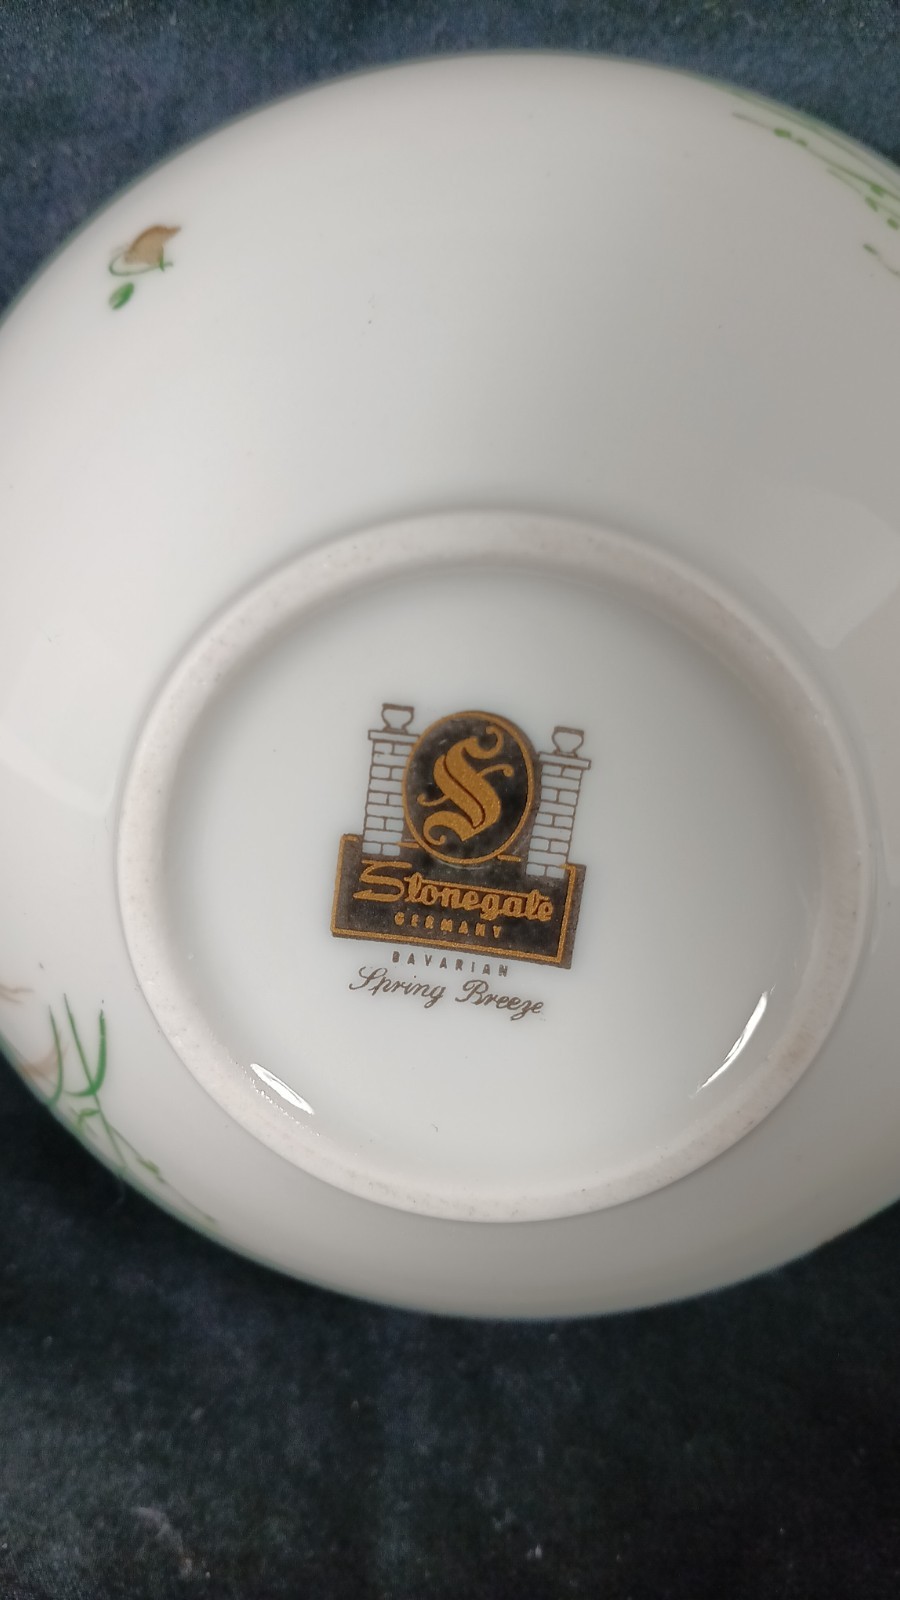 S
Stonegate
GERMANY
BAVARIAN
Spring Breeze